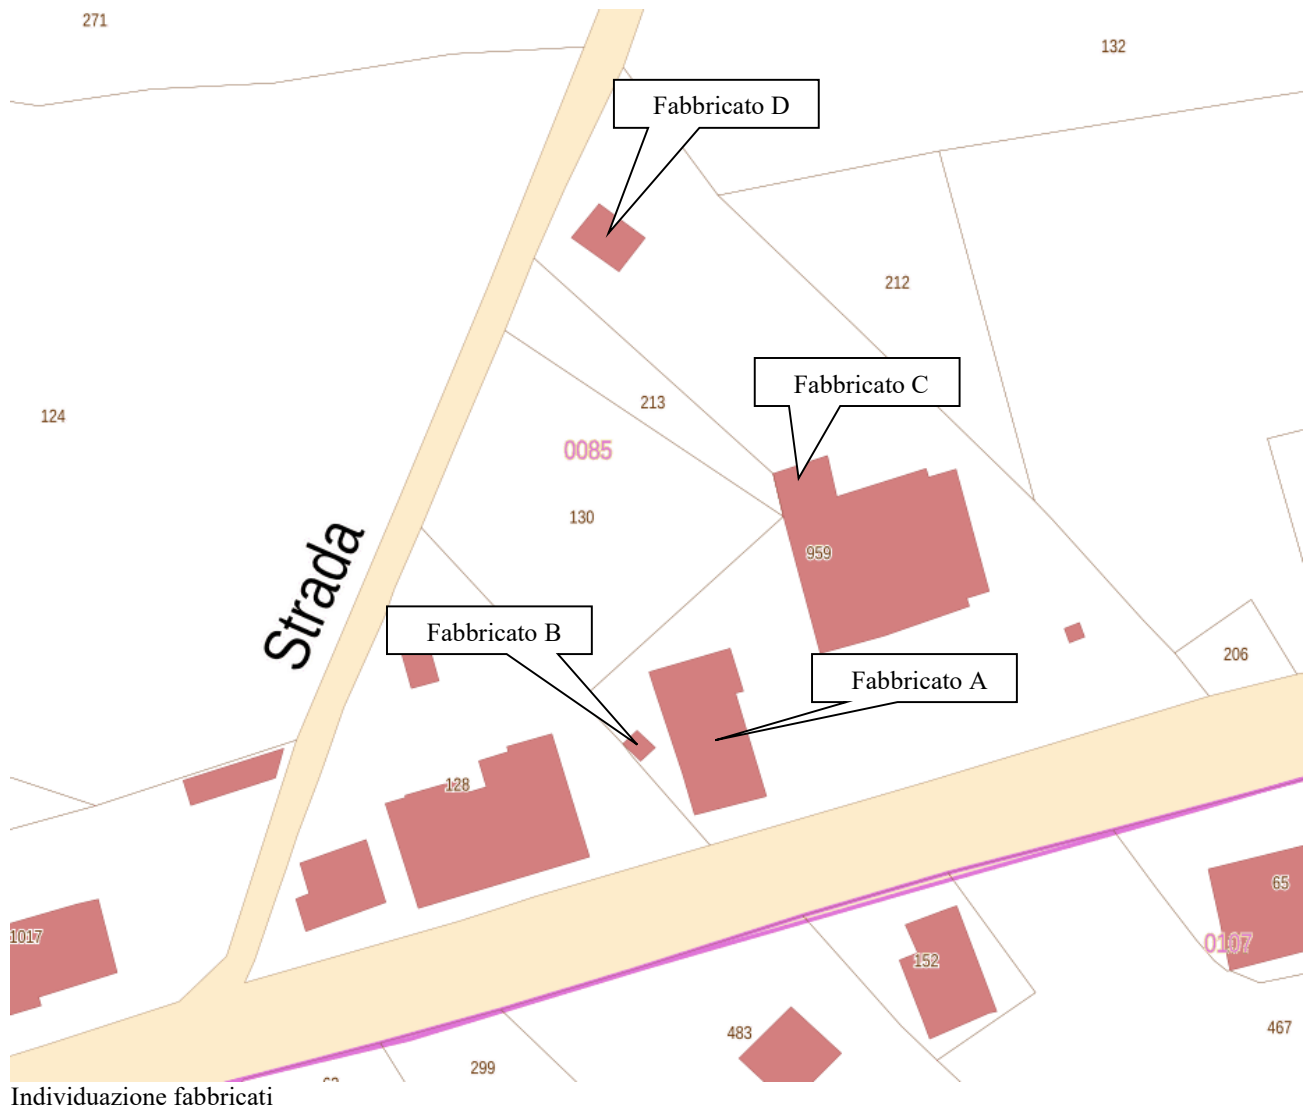 271
132
Fabbricato D
212
Fabbricato C
124
213
0085
130
Strada
959
Fabbricato B
206
Fabbricato A
128
65
1017
0107
152
483
467
299
Individuazione fabbricati